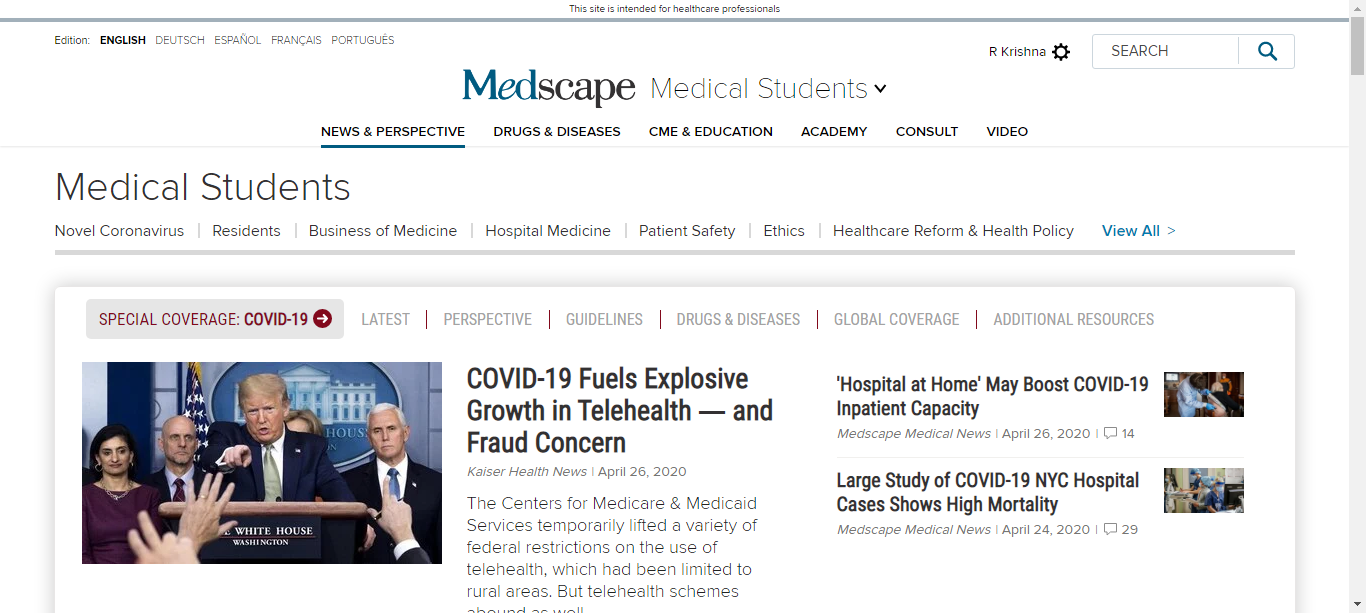 This site is intended for healthcare professionals
Edition: ENGLISH DEUTSCH ESPAÑOL FRANÇAIS PORTUGUÊS
R Krishna
SEARCH
Medscape Medical Students
NEWS & PERSPECTIVE DRUGS & DISEASES CME & EDUCATION ACADEMY CONSULT VIDEO
Medical Students
Novel Coronavirus | Residents | Business of Medicine | Hospital Medicine | Patient Safety | Ethics | Healthcare Reform & Health Policy View All >
SPECIAL COVERAGE: COVID-19 LATEST | PERSPECTIVE | GUIDELINES | DRUGS & DISEASES | GLOBAL COVERAGE | ADDITIONAL RESOURCES
HOUS
E WHITE HOUSE
WASHINGTON
COVID-19 Fuels Explosive
Growth in Telehealth — and
Fraud Concern
Kaiser Health News | April 26, 2020
The Centers for Medicare & Medicaid
Services temporarily lifted a variety of
federal restrictions on the use of
telehealth, which had been limited to
rural areas. But telehealth schemes
abound as well.
'Hospital at Home' May Boost COVID-19
Inpatient Capacity
Medscape Medical News | April 26, 2020 | 14
Large Study of COVID-19 NYC Hospital
Cases Shows High Mortality
Medscape Medical News | April 24, 2020 | 29